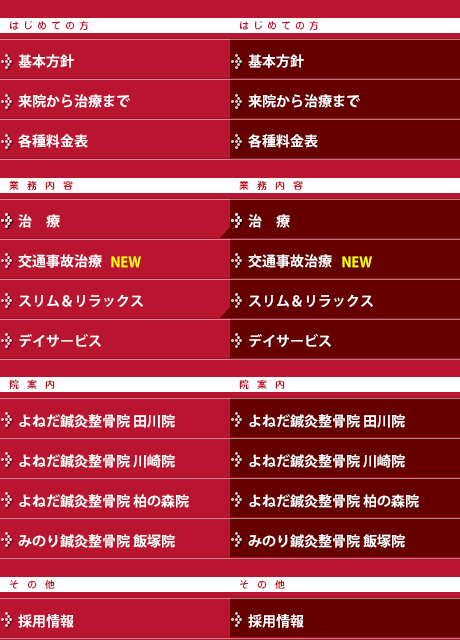 はじめての方
基本方針
来院から治療まで
各種料金表
業務内容
治　療
交通事故治療 NEW
スリム＆リラックス
デイサービス
院案内
よねだ鍼灸整骨院 田川院
よねだ鍼灸整骨院 川崎院
よねだ鍼灸整骨院 柏の森院
みのり鍼灸整骨院 飯塚院
その他
採用情報
はじめての方
基本方針
来院から治療まで
各種料金表
業務内容
治　療
交通事故治療 NEW
スリム＆リラックス
デイサービス
院案内
よねだ鍼灸整骨院 田川院
よねだ鍼灸整骨院 川崎院
よねだ鍼灸整骨院 柏の森院
みのり鍼灸整骨院 飯塚院
その他
採用情報